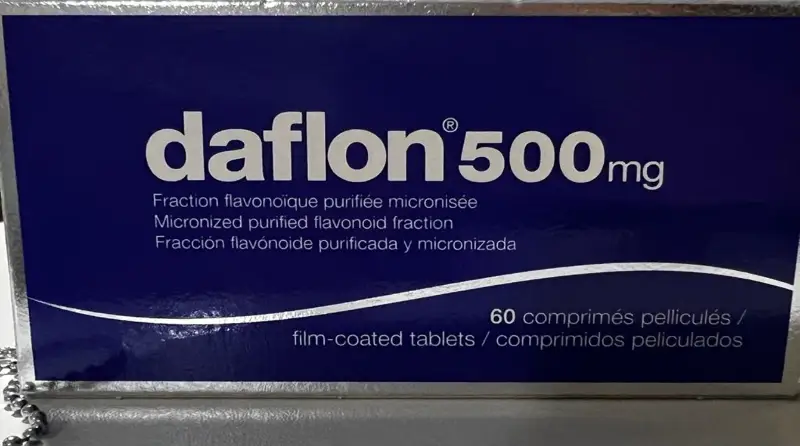 daflon® 500mg
Fraction flavonoïque purifiée micronisée
Micronized purified flavonoid fraction
Fracción flavónoide purificada y micronizada
60 comprimés pelliculés /
film-coated tablets / comprimidos peliculados